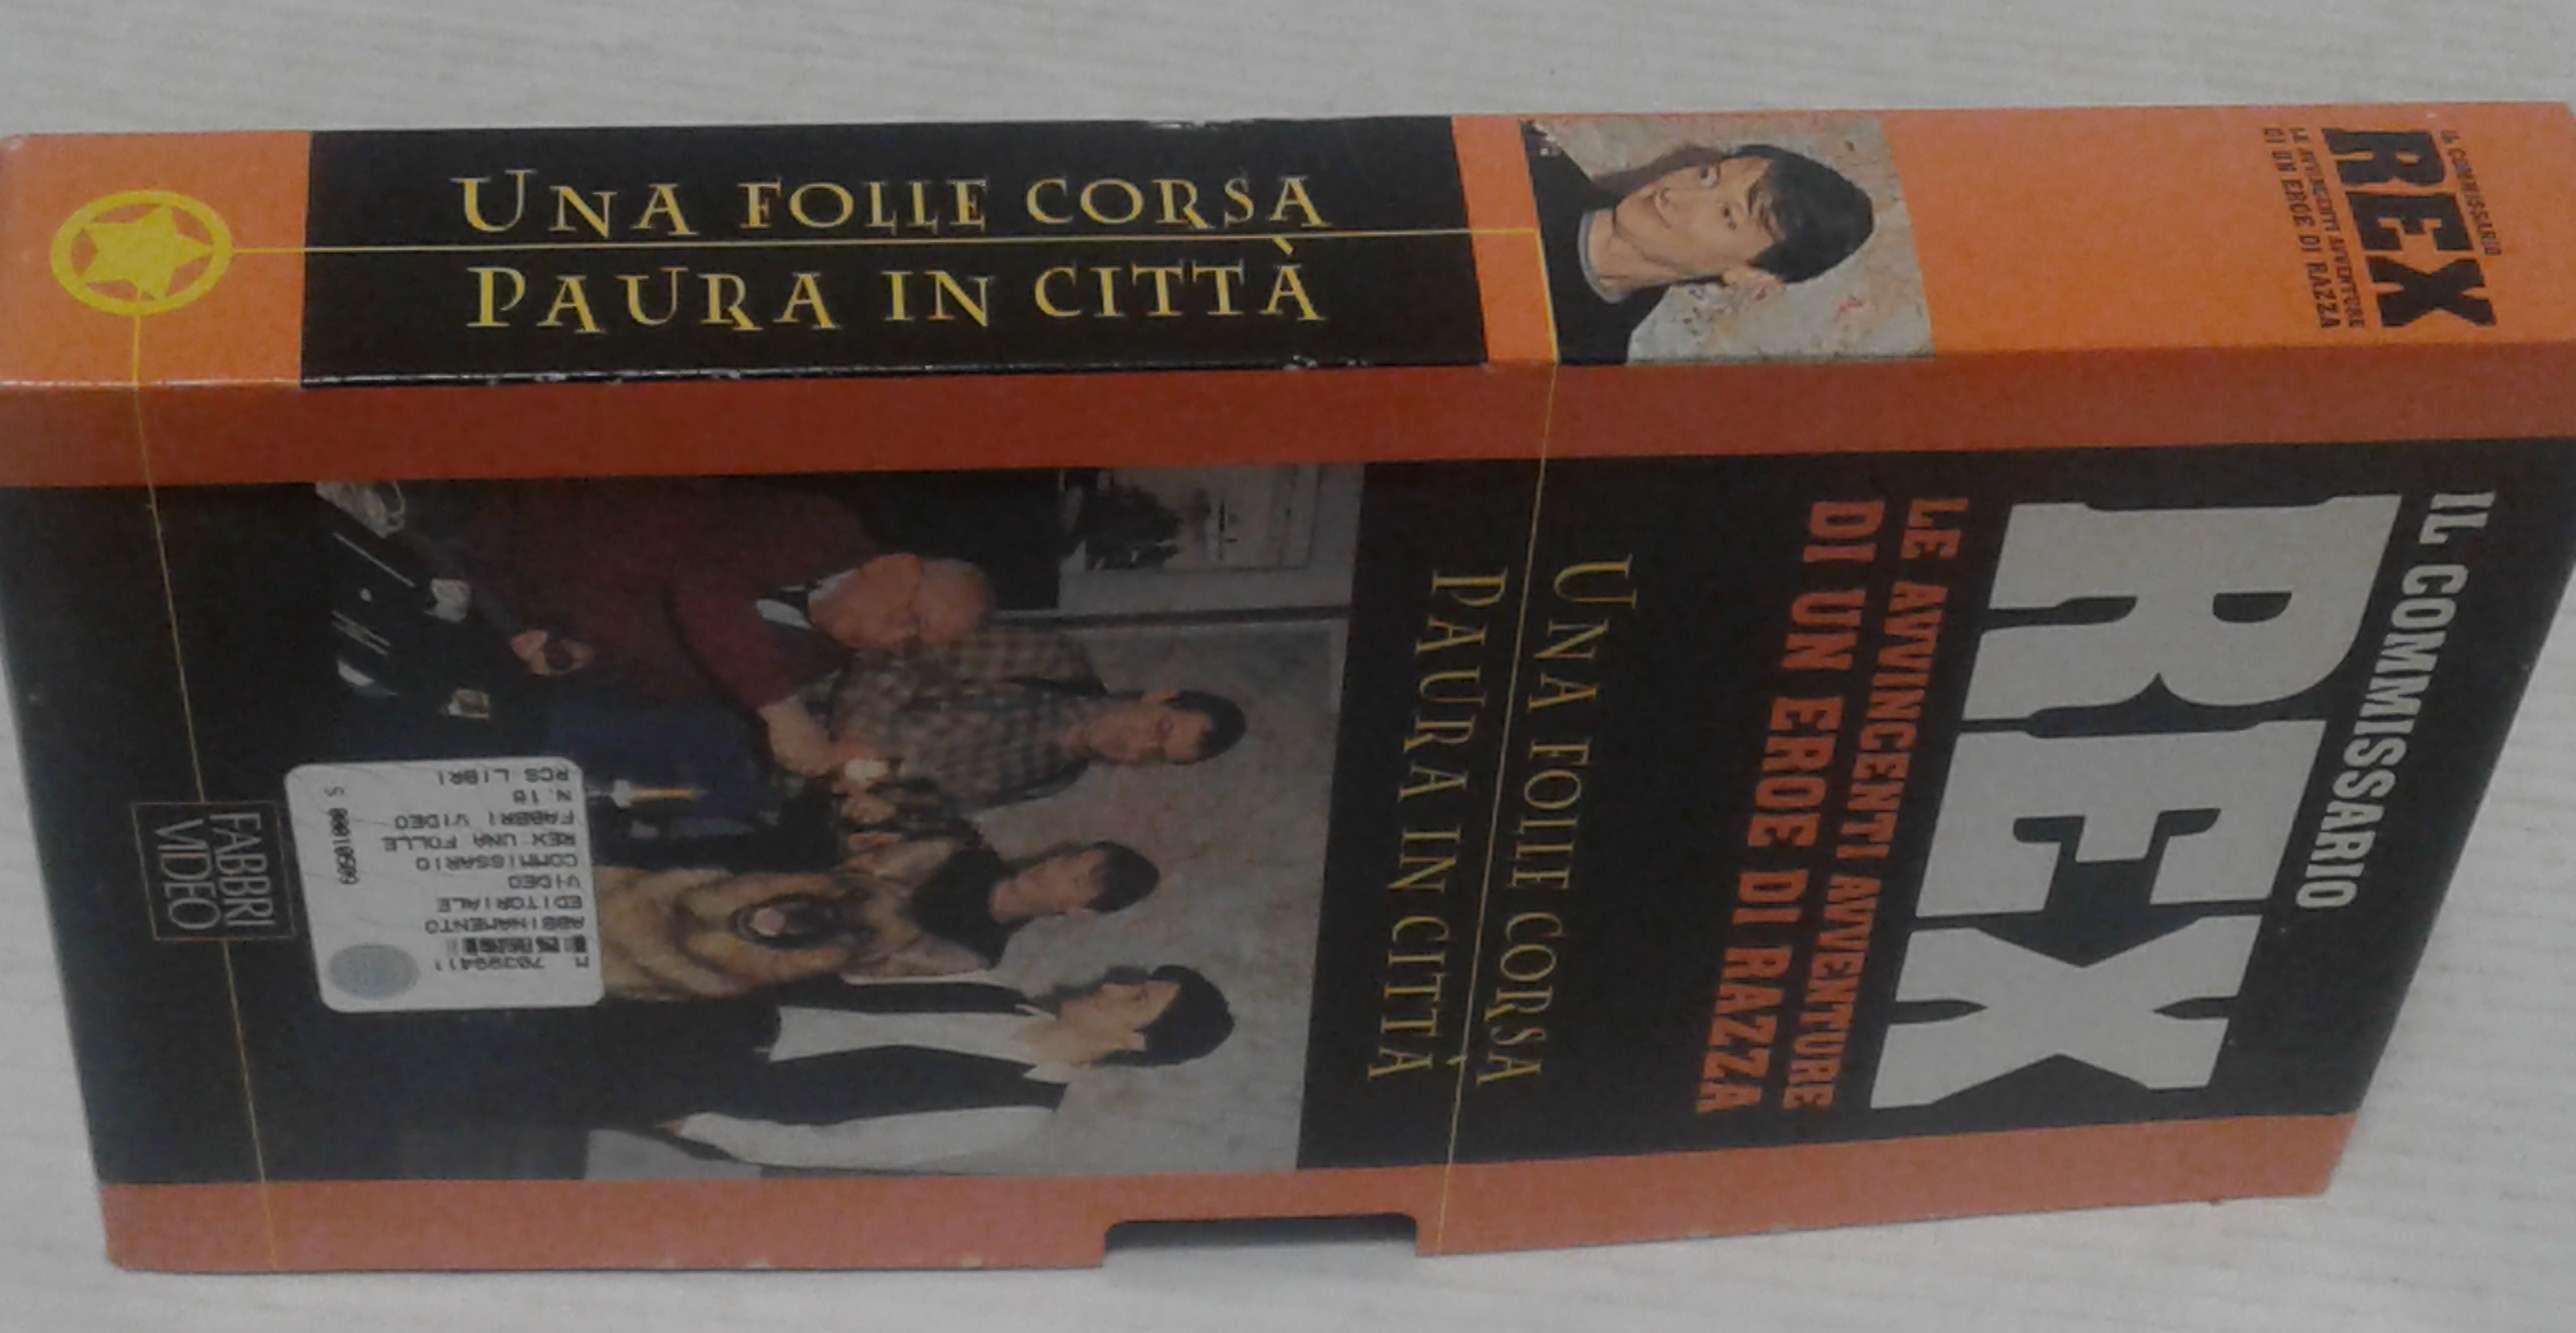 UNA FOLLE CORSA
PAURA IN CITTÀ
IL COMMISSARIO
REX
LE AVVINCENTI AVVENTURE
DI UN EROE DI RAZZA
IL COMMISSARIO
REX
LE AVVINCENTI AVVENTURE
DI UN EROE DI RAZZA
UNA FOLLE CORSA
PAURA IN CITTÀ
M 70399411
ABBINAMENTO
EDITORIALE
VIDEO
COMMISSARIO
REX UNA FOLLE
FABBRI VIDEO
N.18
RCS LIBRI
S 00010509
FABBRI
VIDEO